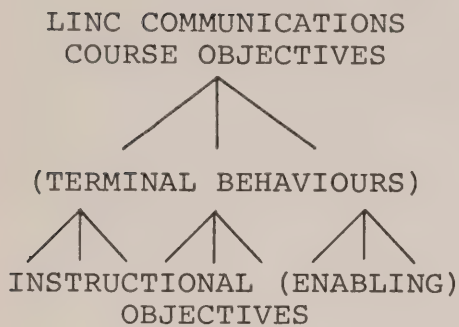 LINC COMMUNICATIONS
COURSE OBJECTIVES
(TERMINAL BEHAVIOURS)
INSTRUCTIONAL (ENABLING)
OBJECTIVES